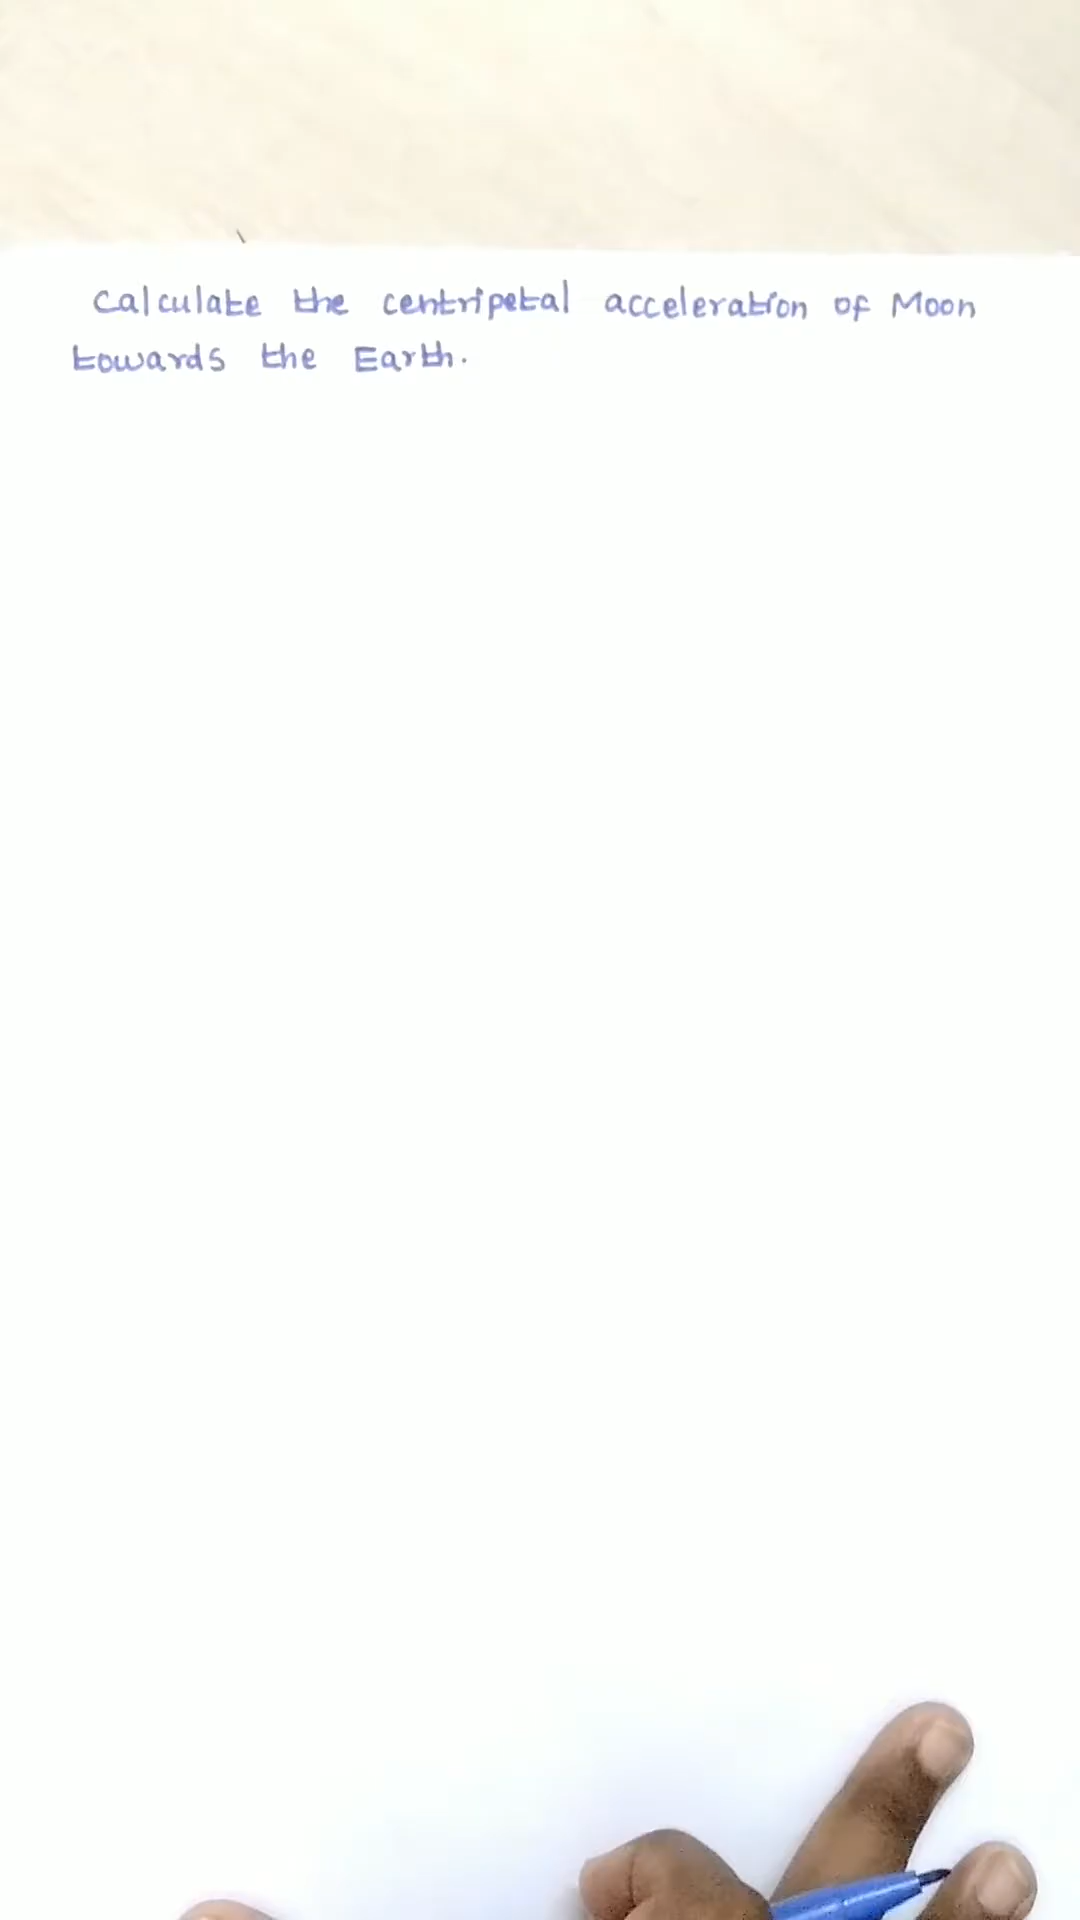 Calculate the centripetal acceleration of Moon
towards the Earth.